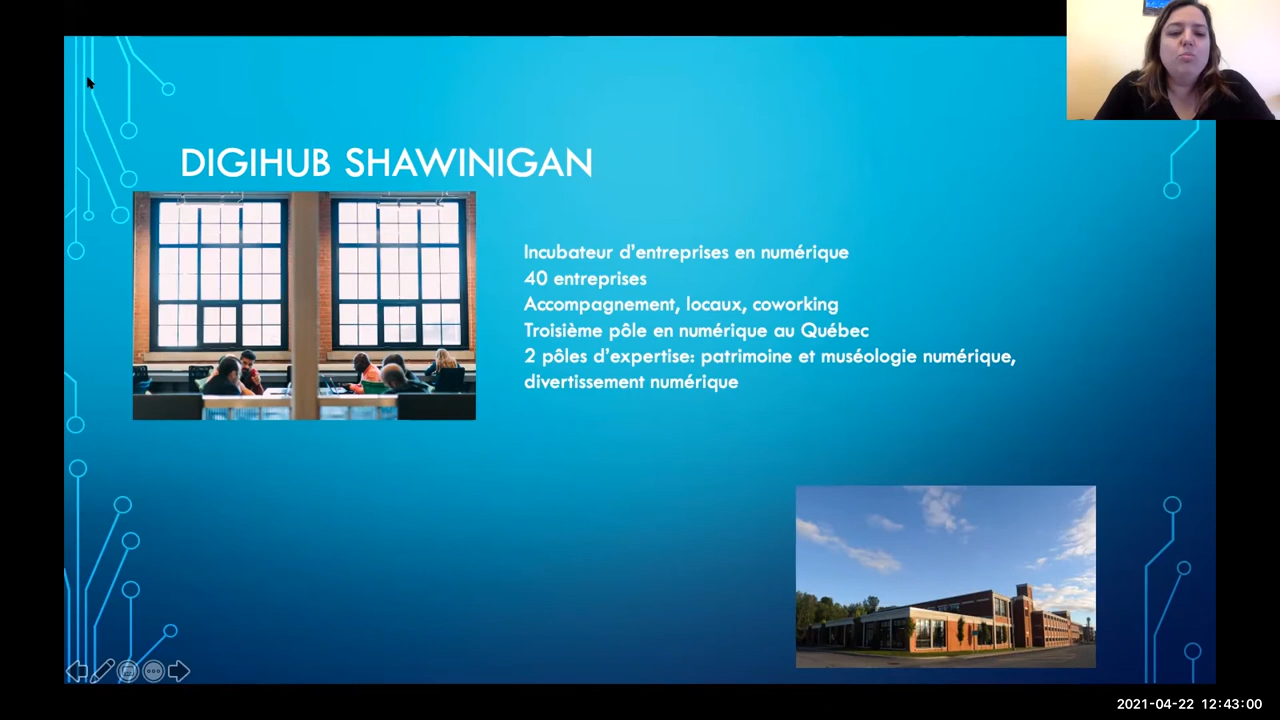 DIGIHUB SHAWINIGAN
Incubateur d'entreprises en numérique
40 entreprises
Accompagnement, locaux, coworking
Troisième pôle en numérique au Québec
2 pôles d'expertise: patrimoine et muséologie numérique,
divertissement numérique
2021-04-22 12:43:00